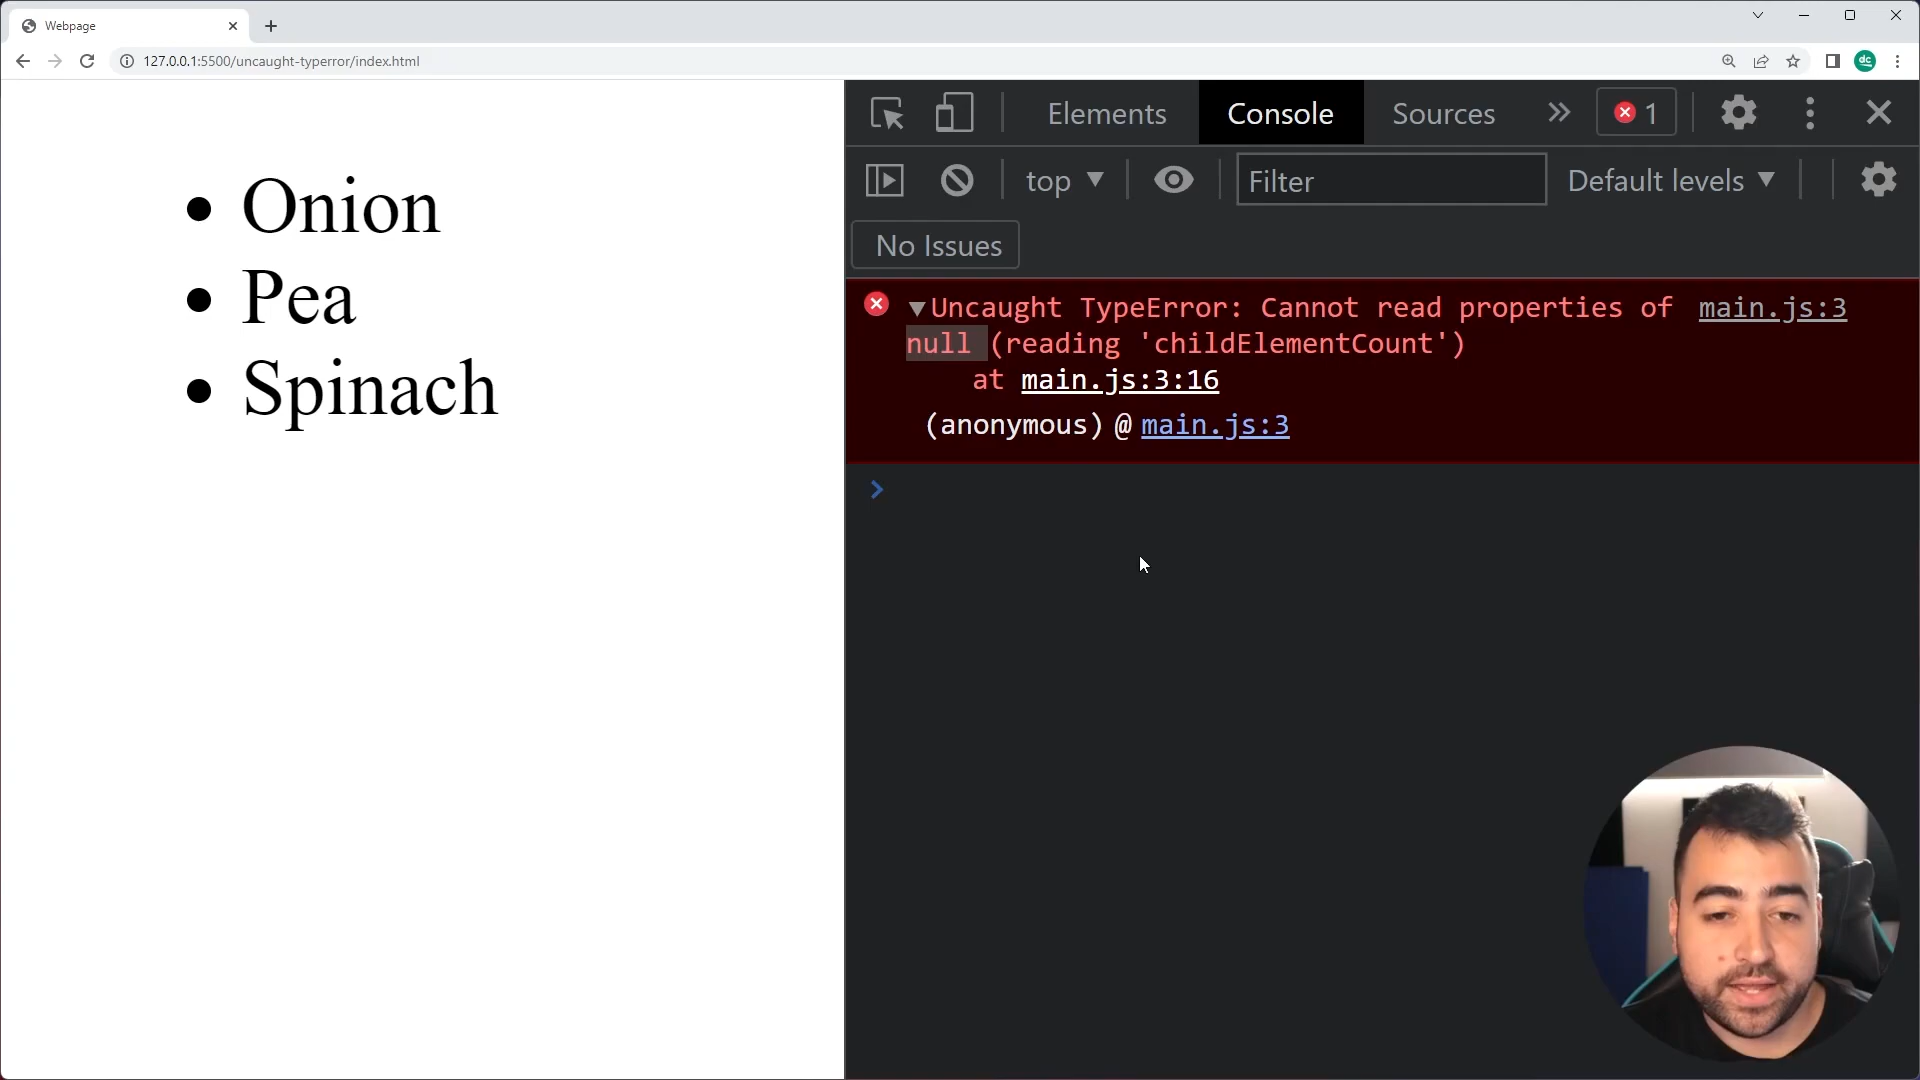 Webpage
127.0.0.1:5500/uncaught-typerror/index.html
dc
Onion
Pea
Spinach
Elements
Console
Sources
1
top
Filter
Default levels
No Issues
Uncaught TypeError: Cannot read properties of main.js:3
null (reading 'childElementCount')
at main.js:3:16
(anonymous) @ main.js:3